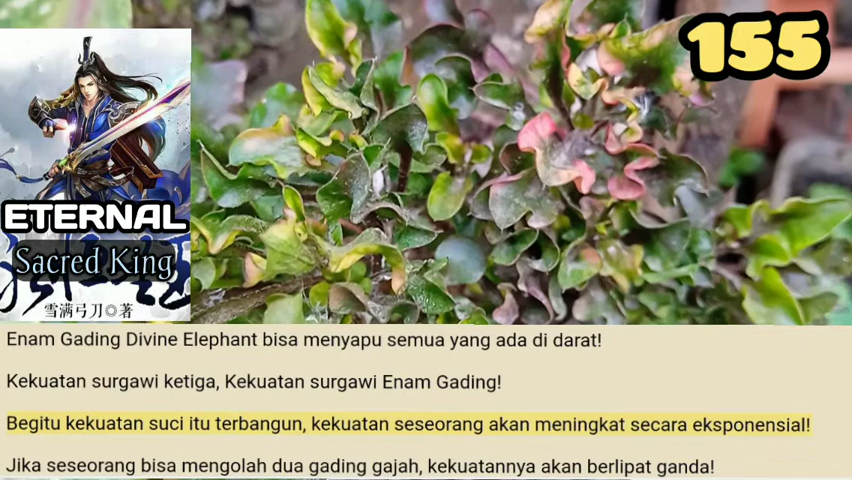 155
ETERNAL
Sacred King
雪满弓刀◎著
Enam Gading Divine Elephant bisa menyapu semua yang ada di darat!
Kekuatan surgawi ketiga, Kekuatan surgawi Enam Gading!
Begitu kekuatan suci itu terbangun, kekuatan seseorang akan meningkat secara eksponensial!
Jika seseorang bisa mengolah dua gading gajah, kekuatannya akan berlipat ganda!